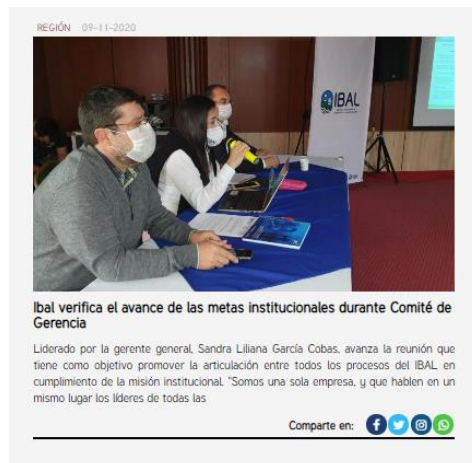 REGIÓN 09-11-2020
IBAL
Ibal verifica el avance de las metas institucionales durante Comité de
Gerencia
Liderado por la gerente general, Sandra Liliana García Cobas, avanza la reunión que
tiene como objetivo promover la articulación entre todos los procesos del IBAL en
cumplimiento de la misión institucional. "Somos una sola empresa, y que hablen en un
mismo lugar los líderes de todas las
Comparte en: